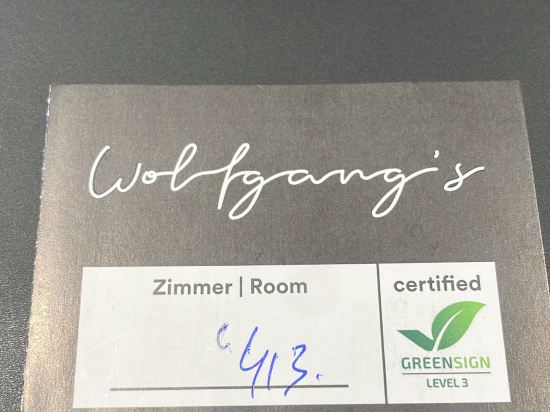 Wolfgang's
Zimmer | Room
certified
413.
GREENSIGN
LEVEL 3